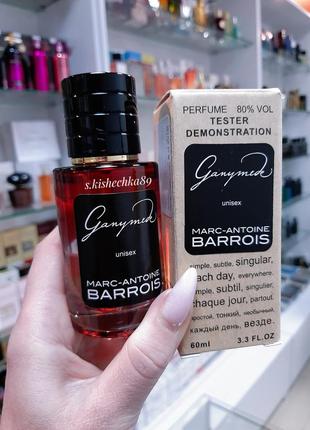 s.kishechka89
Ganymede
unisex
MARC-ANTOINE
BARROIS
PERFUME 80% VOL
TESTER
DEMONSTRATION
Ganymede
unisex
MARC-ANTOINE
BARROIS
simple, subtle, singular,
each day, everywhere.
simple, subtil, singulier,
chaque jour, partout.
простой, тонкий, необычный,
каждый день, везде.
60ml 3.3 FL.OZ